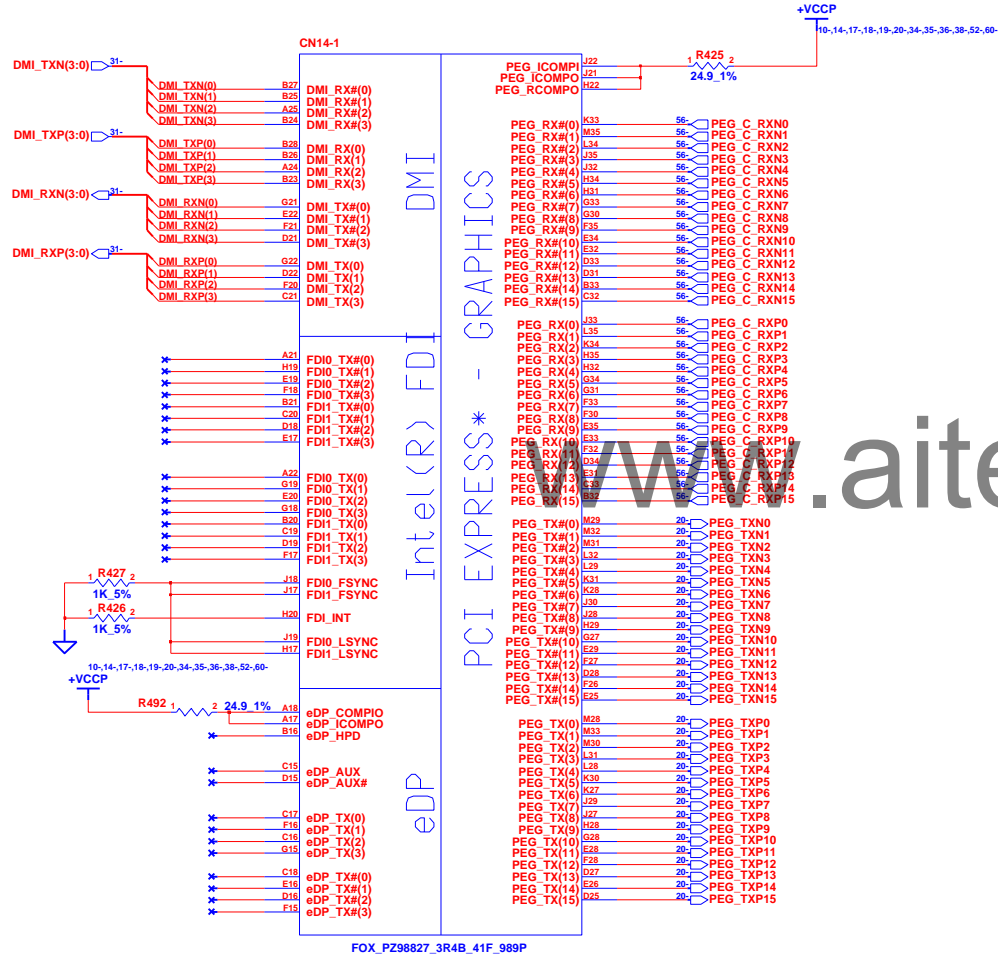 +VCCP
10-,14-,17-,18-,19-,20-,34-,35-,36-,38-,52-,60-
CN14-1
R425
1 2
24.9_1%
J22 PEG_ICOMPI
J21 PEG_ICOMPO
H22 PEG_RCOMPO
DMI_TXN(3:0) 31-
DMI_TXN(0) B27 DMI_RX#(0)
DMI_TXN(1) B25 DMI_RX#(1)
DMI_TXN(2) A25 DMI_RX#(2)
DMI_TXN(3) B24 DMI_RX#(3)
DMI_TXP(3:0) 31-
DMI_TXP(0) B28 DMI_RX(0)
DMI_TXP(1) B26 DMI_RX(1)
DMI_TXP(2) A24 DMI_RX(2)
DMI_TXP(3) B23 DMI_RX(3)
DMI_RXN(3:0) 31-
DMI_RXN(0) G21 DMI_TX#(0)
DMI_RXN(1) E22 DMI_TX#(1)
DMI_RXN(2) F21 DMI_TX#(2)
DMI_RXN(3) D21 DMI_TX#(3)
DMI_RXP(3:0) 31-
DMI_RXP(0) G22 DMI_TX(0)
DMI_RXP(1) D22 DMI_TX(1)
DMI_RXP(2) F20 DMI_TX(2)
DMI_RXP(3) C21 DMI_TX(3)
DMI
A21 FDI0_TX#(0)
H19 FDI0_TX#(1)
E19 FDI0_TX#(2)
F18 FDI0_TX#(3)
B21 FDI1_TX#(0)
C20 FDI1_TX#(1)
D18 FDI1_TX#(2)
E17 FDI1_TX#(3)
A22 FDI0_TX(0)
G19 FDI0_TX(1)
E20 FDI0_TX(2)
G18 FDI0_TX(3)
B20 FDI1_TX(0)
C19 FDI1_TX(1)
D19 FDI1_TX(2)
F17 FDI1_TX(3)
R427
1 2
1K_5%
J18 FDI0_FSYNC
J17 FDI1_FSYNC
R426
1 2
1K_5%
H20 FDI_INT
J19 FDI0_LSYNC
H17 FDI1_LSYNC
Intel(R) FDI
10-,14-,17-,18-,19-,20-,34-,35-,36-,38-,52-,60-
+VCCP
R492 1 2 24.9_1%
A18 eDP_COMPIO
A17 eDP_ICOMPO
B16 eDP_HPD
C15 eDP_AUX
D15 eDP_AUX#
C17 eDP_TX(0)
F16 eDP_TX(1)
C16 eDP_TX(2)
G15 eDP_TX(3)
C18 eDP_TX#(0)
E16 eDP_TX#(1)
D16 eDP_TX#(2)
F15 eDP_TX#(3)
eDP
PCI EXPRESS* - GRAPHICS
PEG_RX#(0) K33 56- PEG_C_RXN0
PEG_RX#(1) M35 56- PEG_C_RXN1
PEG_RX#(2) L34 56- PEG_C_RXN2
PEG_RX#(3) J35 56- PEG_C_RXN3
PEG_RX#(4) J32 56- PEG_C_RXN4
PEG_RX#(5) H34 56- PEG_C_RXN5
PEG_RX#(6) H31 56- PEG_C_RXN6
PEG_RX#(7) G33 56- PEG_C_RXN7
PEG_RX#(8) G30 56- PEG_C_RXN8
PEG_RX#(9) F35 56- PEG_C_RXN9
PEG_RX#(10) E34 56- PEG_C_RXN10
PEG_RX#(11) E32 56- PEG_C_RXN11
PEG_RX#(12) D33 56- PEG_C_RXN12
PEG_RX#(13) D31 56- PEG_C_RXN13
PEG_RX#(14) B33 56- PEG_C_RXN14
PEG_RX#(15) C32 56- PEG_C_RXN15
PEG_RX(0) J33 56- PEG_C_RXP0
PEG_RX(1) L35 56- PEG_C_RXP1
PEG_RX(2) K34 56- PEG_C_RXP2
PEG_RX(3) H35 56- PEG_C_RXP3
PEG_RX(4) H32 56- PEG_C_RXP4
PEG_RX(5) G34 56- PEG_C_RXP5
PEG_RX(6) G31 56- PEG_C_RXP6
PEG_RX(7) F33 56- PEG_C_RXP7
PEG_RX(8) F30 56- PEG_C_RXP8
PEG_RX(9) E35 56- PEG_C_RXP9
PEG_RX(10) E33 56- PEG_C_RXP10
PEG_RX(11) F32 56- PEG_C_RXP11
PEG_RX(12) D34 56- PEG_C_RXP12
PEG_RX(13) E31 56- PEG_C_RXP13
PEG_RX(14) C33 56- PEG_C_RXP14
PEG_RX(15) B32 56- PEG_C_RXP15
www.aite
PEG_TX#(0) M29 20- PEG_TXN0
PEG_TX#(1) M32 20- PEG_TXN1
PEG_TX#(2) M31 20- PEG_TXN2
PEG_TX#(3) L32 20- PEG_TXN3
PEG_TX#(4) L29 20- PEG_TXN4
PEG_TX#(5) K31 20- PEG_TXN5
PEG_TX#(6) K28 20- PEG_TXN6
PEG_TX#(7) J30 20- PEG_TXN7
PEG_TX#(8) J28 20- PEG_TXN8
PEG_TX#(9) H29 20- PEG_TXN9
PEG_TX#(10) G27 20- PEG_TXN10
PEG_TX#(11) E29 20- PEG_TXN11
PEG_TX#(12) F27 20- PEG_TXN12
PEG_TX#(13) D28 20- PEG_TXN13
PEG_TX#(14) F26 20- PEG_TXN14
PEG_TX#(15) E25 20- PEG_TXN15
PEG_TX(0) M28 20- PEG_TXP0
PEG_TX(1) M33 20- PEG_TXP1
PEG_TX(2) M30 20- PEG_TXP2
PEG_TX(3) L31 20- PEG_TXP3
PEG_TX(4) L28 20- PEG_TXP4
PEG_TX(5) K30 20- PEG_TXP5
PEG_TX(6) K27 20- PEG_TXP6
PEG_TX(7) J29 20- PEG_TXP7
PEG_TX(8) J27 20- PEG_TXP8
PEG_TX(9) H28 20- PEG_TXP9
PEG_TX(10) G28 20- PEG_TXP10
PEG_TX(11) E28 20- PEG_TXP11
PEG_TX(12) F28 20- PEG_TXP12
PEG_TX(13) D27 20- PEG_TXP13
PEG_TX(14) E26 20- PEG_TXP14
PEG_TX(15) D25 20- PEG_TXP15
FOX_PZ98827_3R4B_41F_989P